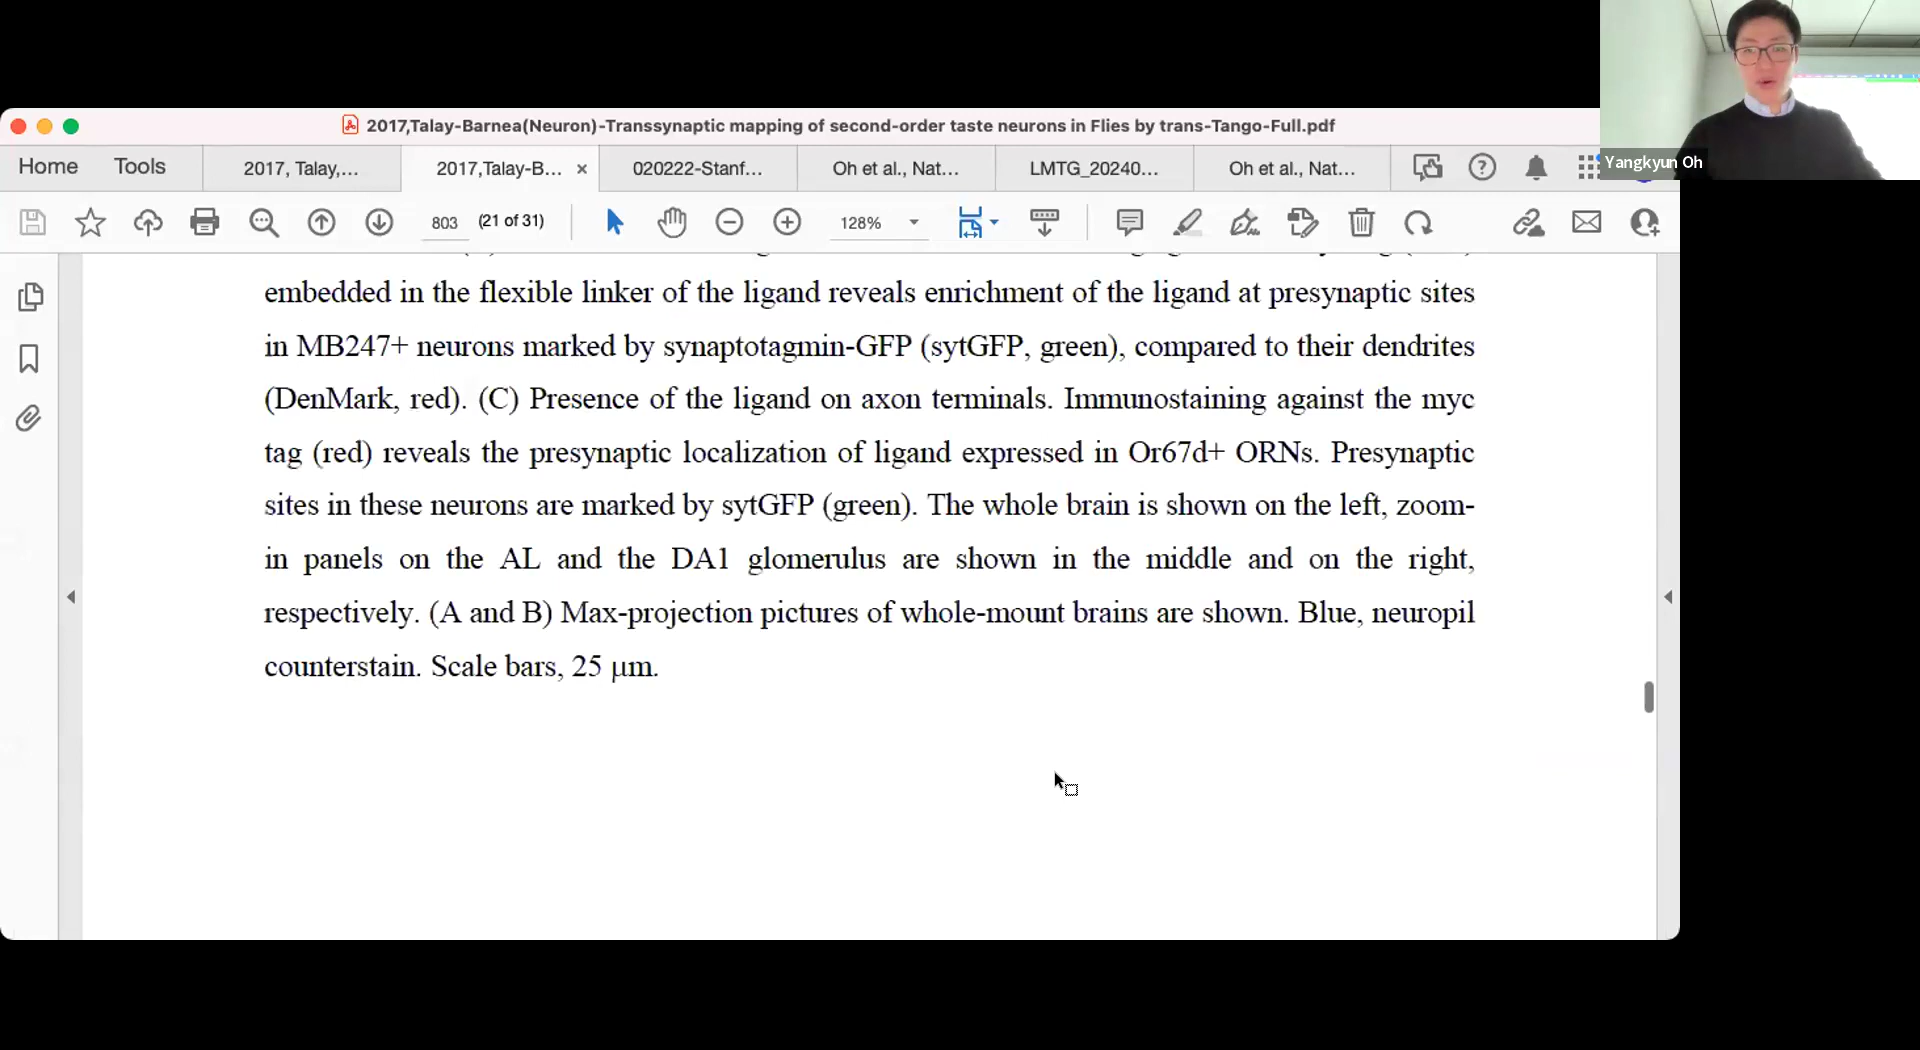 Yangkyun Oh
2017,Talay-Barnea(Neuron)-Transsynaptic mapping of second-order taste neurons in Flies by trans-Tango-Full.pdf
Home Tools 2017, Talay,... 2017,Talay-B... × 020222-Stanf... Oh et al., Nat... LMTG_20240... Oh et al., Nat...
803 (21 of 31) 128%
embedded in the flexible linker of the ligand reveals enrichment of the ligand at presynaptic sites
in MB247+ neurons marked by synaptotagmin-GFP (sytGFP, green), compared to their dendrites
(DenMark, red). (C) Presence of the ligand on axon terminals. Immunostaining against the myc
tag (red) reveals the presynaptic localization of ligand expressed in Or67d+ ORNs. Presynaptic
sites in these neurons are marked by sytGFP (green). The whole brain is shown on the left, zoom-
in panels on the AL and the DA1 glomerulus are shown in the middle and on the right,
respectively. (A and B) Max-projection pictures of whole-mount brains are shown. Blue, neuropil
counterstain. Scale bars, 25 μm.